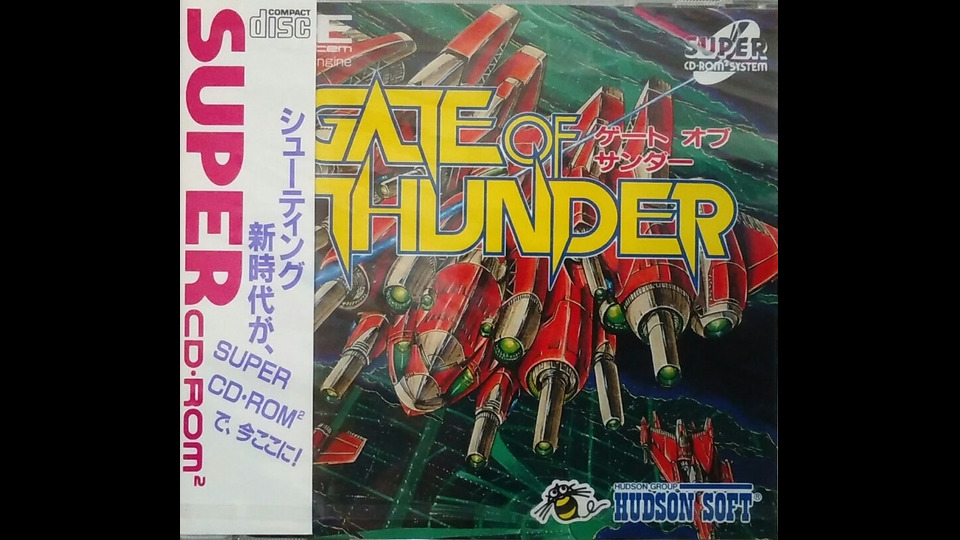 COMPACT
disc
SUPER CD-ROM²
シューティング
新時代が、
SUPER
CD・ROM²
で、今ここに!
SUPER
CD-ROM² SYSTEM
GATE OF
THUNDER
ゲート オブ
サンダー
HUDSON GROUP
HUDSON SOFT®